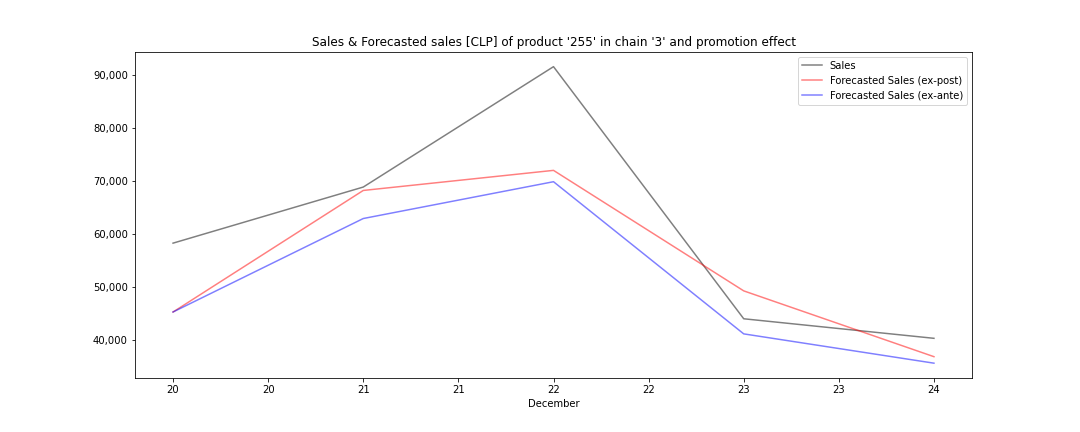 Sales & Forecasted sales [CLP] of product '255' in chain '3' and promotion effect
Sales
Forecasted Sales (ex-post)
Forecasted Sales (ex-ante)
90,000
80,000
70,000
60,000
50,000
40,000
20 20 21 21 22 22 23 23 24
December